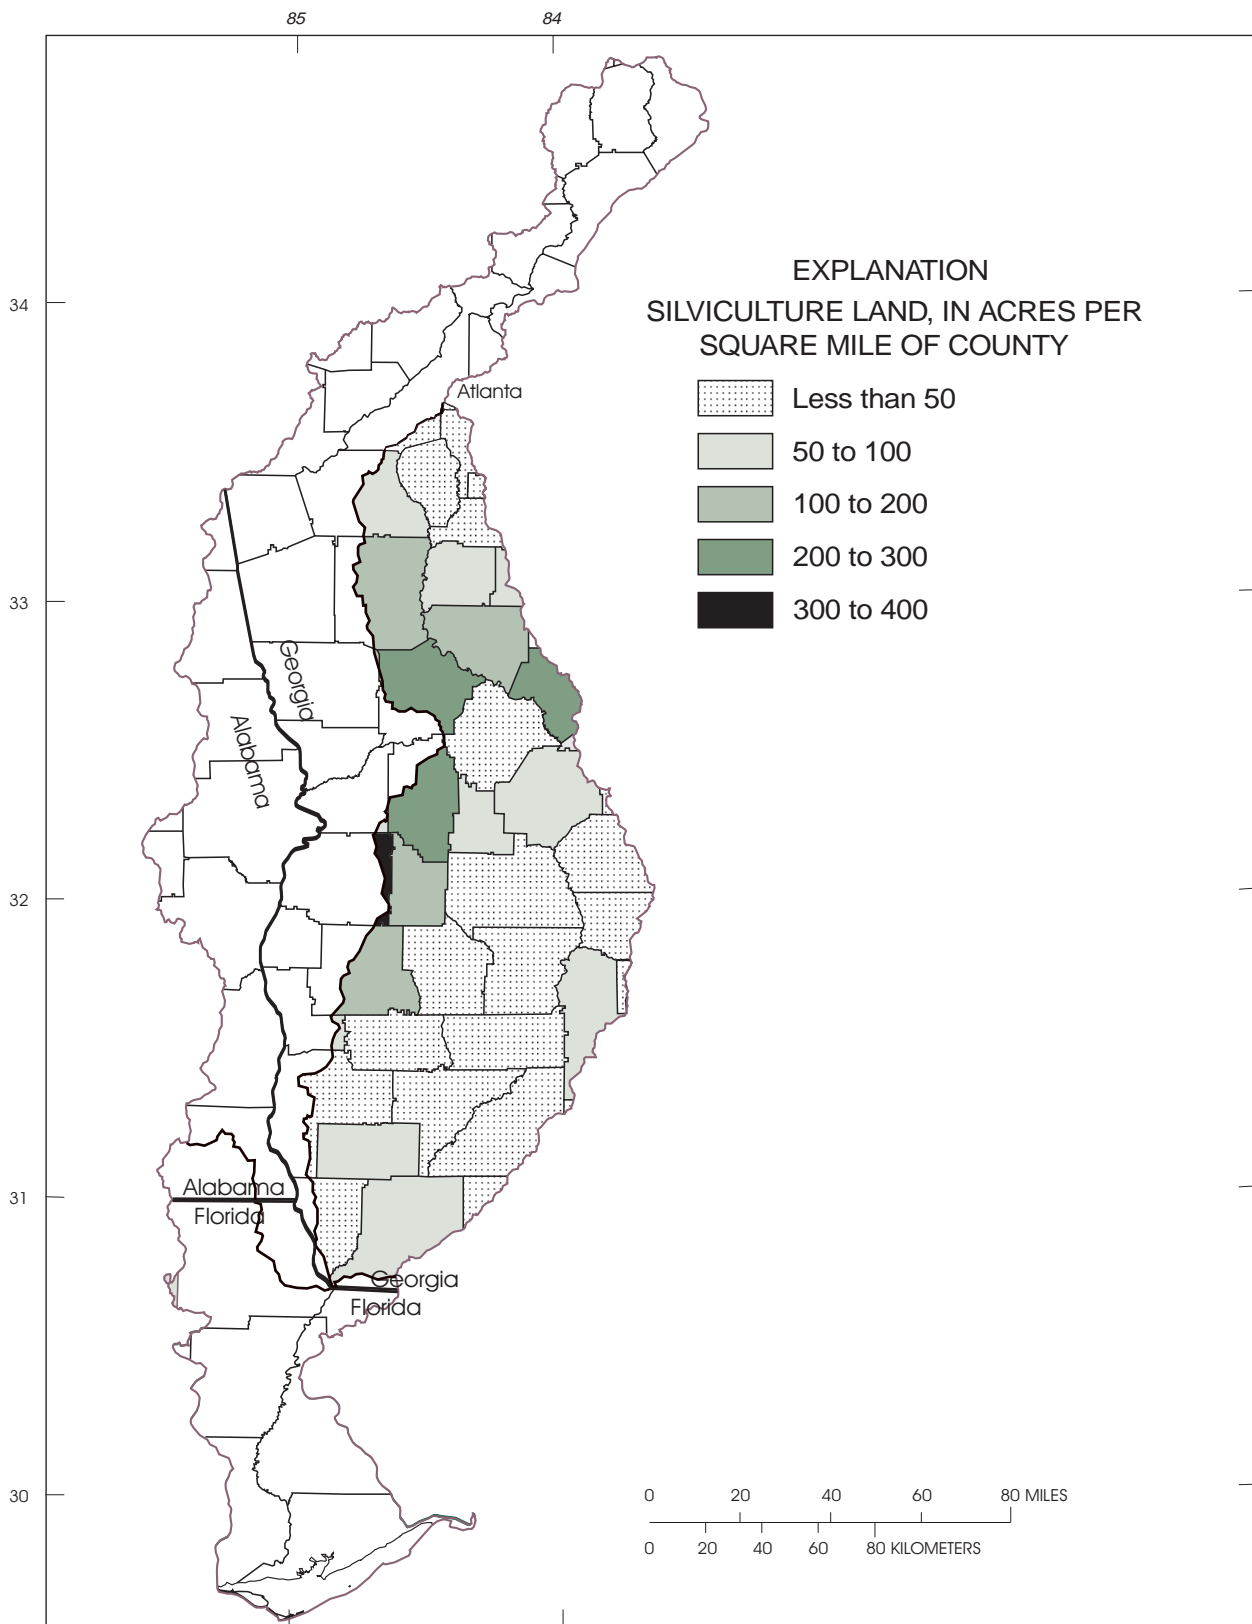 85 84
34
EXPLANATION
SILVICULTURE LAND, IN ACRES PER
SQUARE MILE OF COUNTY
Less than 50
50 to 100
100 to 200
200 to 300
300 to 400
Atlanta
33
Georgia
Alabama
32
31
Alabama
Florida
Georgia
Florida
30
0 20 40 60 80 MILES
0 20 40 60 80 KILOMETERS